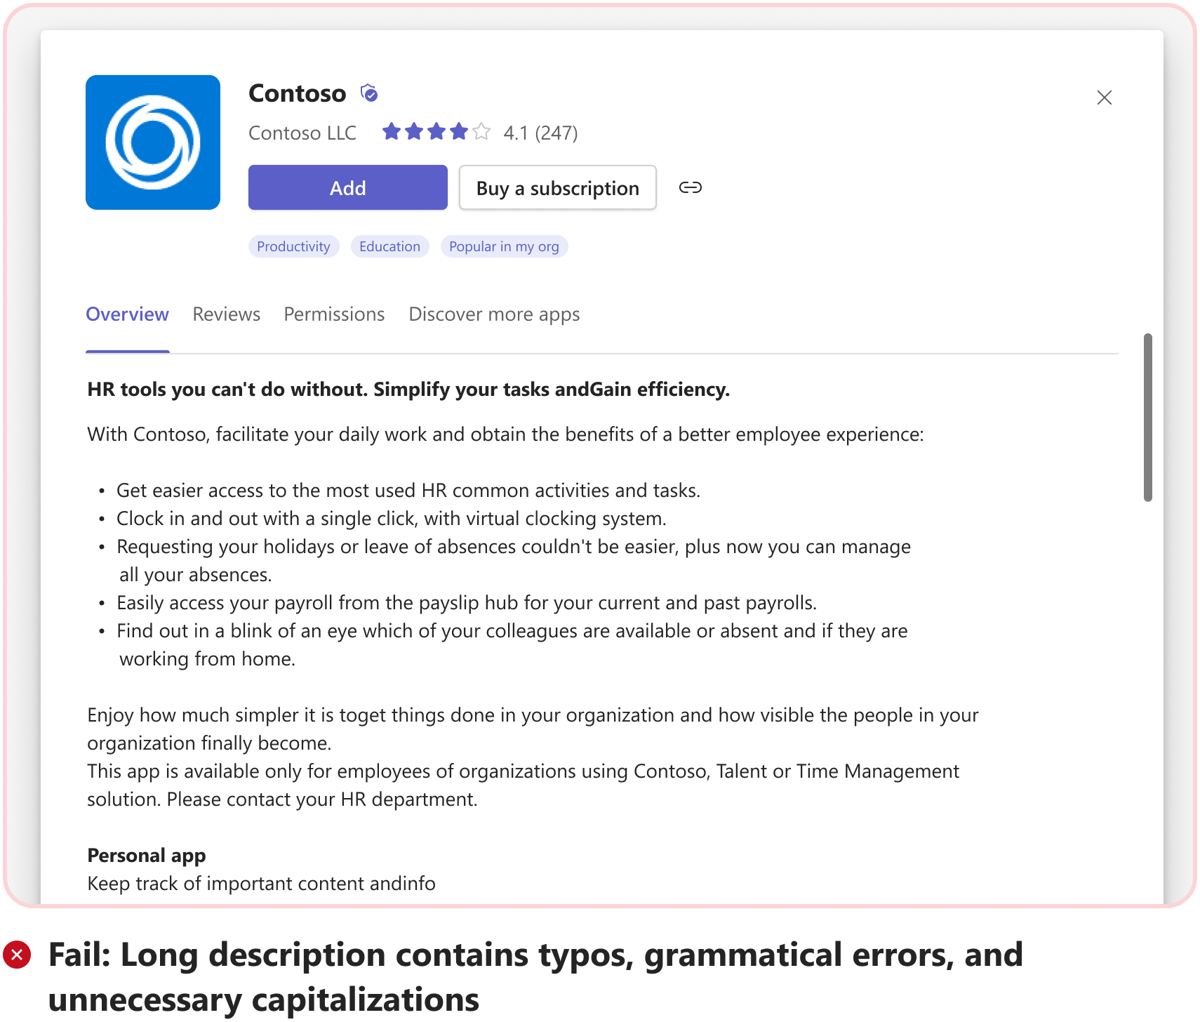 Contoso
Contoso LLC 4.1 (247)
Add Buy a subscription
Productivity Education Popular in my org
Overview Reviews Permissions Discover more apps
HR tools you can't do without. Simplify your tasks andGain efficiency.
With Contoso, facilitate your daily work and obtain the benefits of a better employee experience:
• Get easier access to the most used HR common activities and tasks.
• Clock in and out with a single click, with virtual clocking system.
• Requesting your holidays or leave of absences couldn't be easier, plus now you can manage
all your absences.
• Easily access your payroll from the payslip hub for your current and past payrolls.
• Find out in a blink of an eye which of your colleagues are available or absent and if they are
working from home.
Enjoy how much simpler it is toget things done in your organization and how visible the people in your
organization finally become.
This app is available only for employees of organizations using Contoso, Talent or Time Management
solution. Please contact your HR department.
Personal app
Keep track of important content andinfo
Fail: Long description contains typos, grammatical errors, and
unnecessary capitalizations